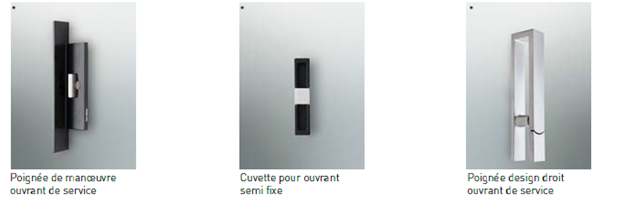 Poignée de manœuvre
ouvrant de service
Cuvette pour ouvrant
semi fixe
Poignée design droit
ouvrant de service